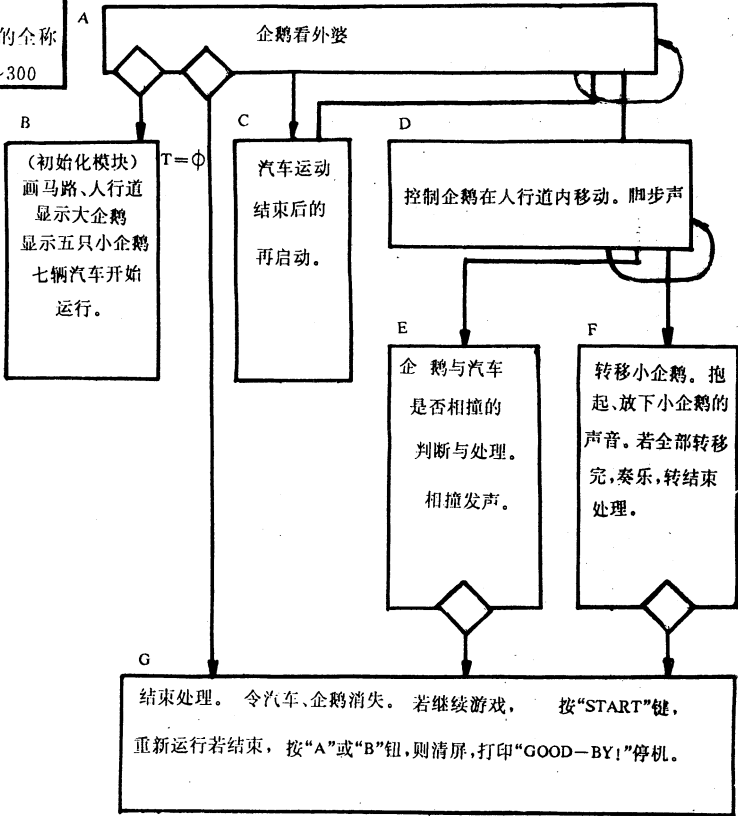 的全称
~300
A
企鹅看外婆
B
(初始化模块)
画马路、人行道
显示大企鹅
显示五只小企鹅
七辆汽车开始
运行。
T=φ
C
汽车运动
结束后的
再启动。
D
控制企鹅在人行道内移动。脚步声
E
企 鹅与汽车
是否相撞的
判断与处理。
相撞发声。
F
转移小企鹅。抱
起、放下小企鹅的
声音。若全部转移
完,奏乐,转结束
处理。
G
结束处理。 令汽车、企鹅消失。 若继续游戏, 按“START”键,
重新运行若结束, 按“A”或“B”钮,则清屏,打印“GOOD-BY!”停机。